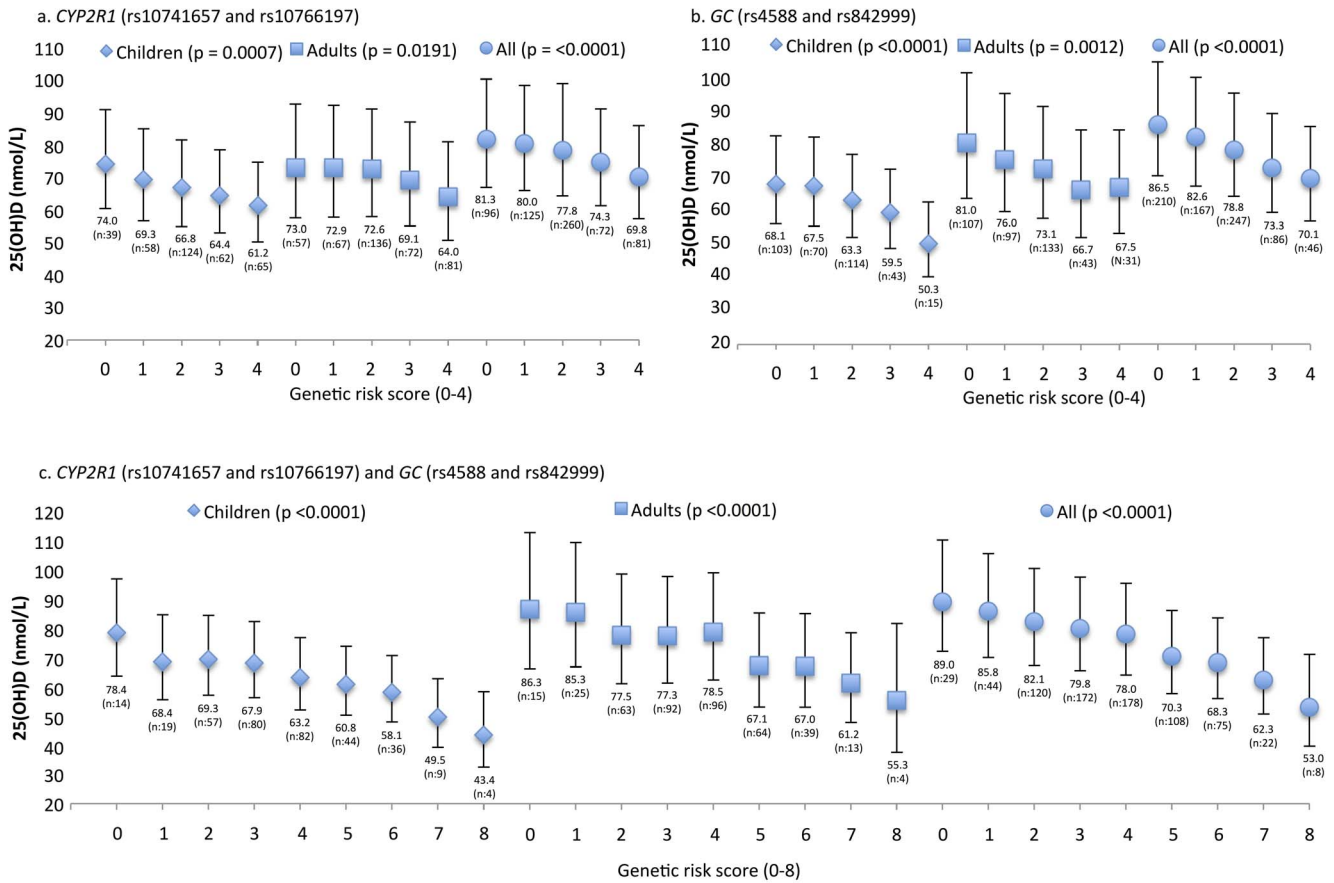 a. CYP2R1 (rs10741657 and rs10766197)
Children (p = 0.0007) Adults (p = 0.0191) All (p = <0.0001)
25(OH)D (nmol/L)
110
100
90
80
70
60
50
40
30
20
74.0 (n:39)
69.3 (n:58)
66.8 (n:124)
64.4 (n:62)
61.2 (n:65)
73.0 (n:57)
72.9 (n:67)
72.6 (n:136)
69.1 (n:72)
64.0 (n:81)
81.3 (n:96)
80.0 (n:125)
77.8 (n:260)
74.3 (n:72)
69.8 (n:81)
0 1 2 3 4 0 1 2 3 4 0 1 2 3 4
Genetic risk score (0-4)
b. GC (rs4588 and rs842999)
Children (p <0.0001) Adults (p = 0.0012) All (p <0.0001)
25(OH)D (nmol/L)
110
100
90
80
70
60
50
40
30
20
68.1 (n:103)
67.5 (n:70)
63.3 (n:114)
59.5 (n:43)
50.3 (n:15)
81.0 (n:107)
76.0 (n:97)
73.1 (n:133)
66.7 (n:43)
67.5 (N:31)
86.5 (n:210)
82.6 (n:167)
78.8 (n:247)
73.3 (n:86)
70.1 (n:46)
0 1 2 3 4 0 1 2 3 4 0 1 2 3 4
Genetic risk score (0-4)
c. CYP2R1 (rs10741657 and rs10766197) and GC (rs4588 and rs842999)
Children (p <0.0001) Adults (p <0.0001) All (p <0.0001)
25(OH)D (nmol/L)
120
110
100
90
80
70
60
50
40
30
20
78.4 (n:14)
68.4 (n:19)
69.3 (n:57)
67.9 (n:80)
63.2 (n:82)
60.8 (n:44)
58.1 (n:36)
49.5 (n:9)
43.4 (n:4)
86.3 (n:15)
85.3 (n:25)
77.5 (n:63)
77.3 (n:92)
78.5 (n:96)
67.1 (n:64)
67.0 (n:39)
61.2 (n:13)
55.3 (n:4)
89.0 (n:29)
85.8 (n:44)
82.1 (n:120)
79.8 (n:172)
78.0 (n:178)
70.3 (n:108)
68.3 (n:75)
62.3 (n:22)
53.0 (n:8)
0 1 2 3 4 5 6 7 8 0 1 2 3 4 5 6 7 8 0 1 2 3 4 5 6 7 8
Genetic risk score (0-8)